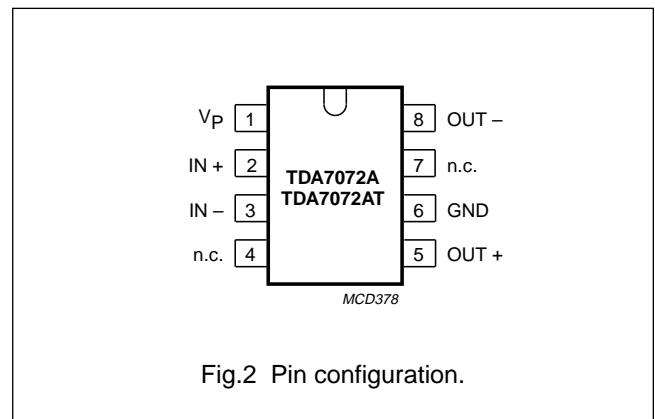 VP 1 8 OUT –
IN + 2 7 n.c.
TDA7072A
TDA7072AT
IN – 3 6 GND
n.c. 4 5 OUT +
MCD378
Fig.2 Pin configuration.